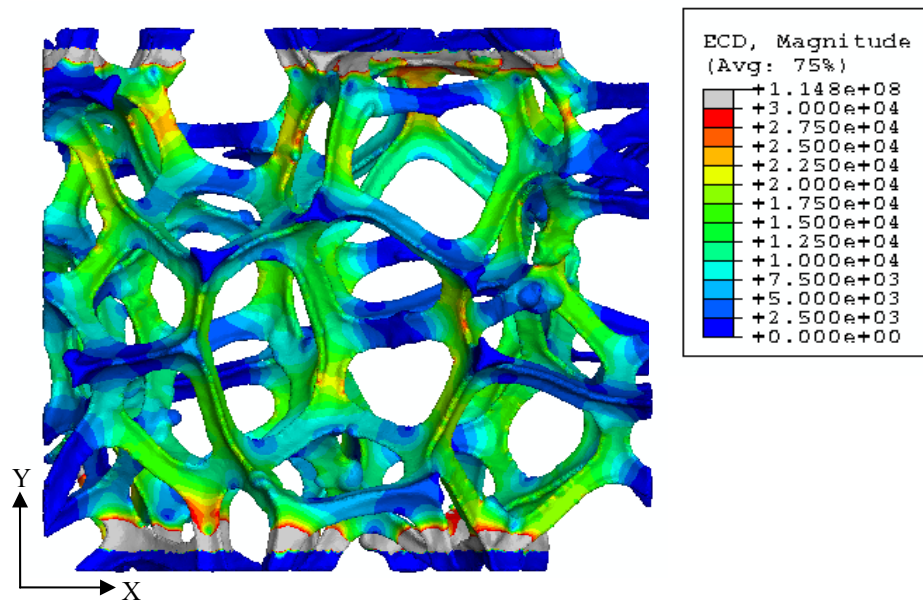 ECD, Magnitude
(Avg: 75%)
+1.148e+08
+3.000e+04
+2.750e+04
+2.500e+04
+2.250e+04
+2.000e+04
+1.750e+04
+1.500e+04
+1.250e+04
+1.000e+04
+7.500e+03
+5.000e+03
+2.500e+03
+0.000e+00
Y
X